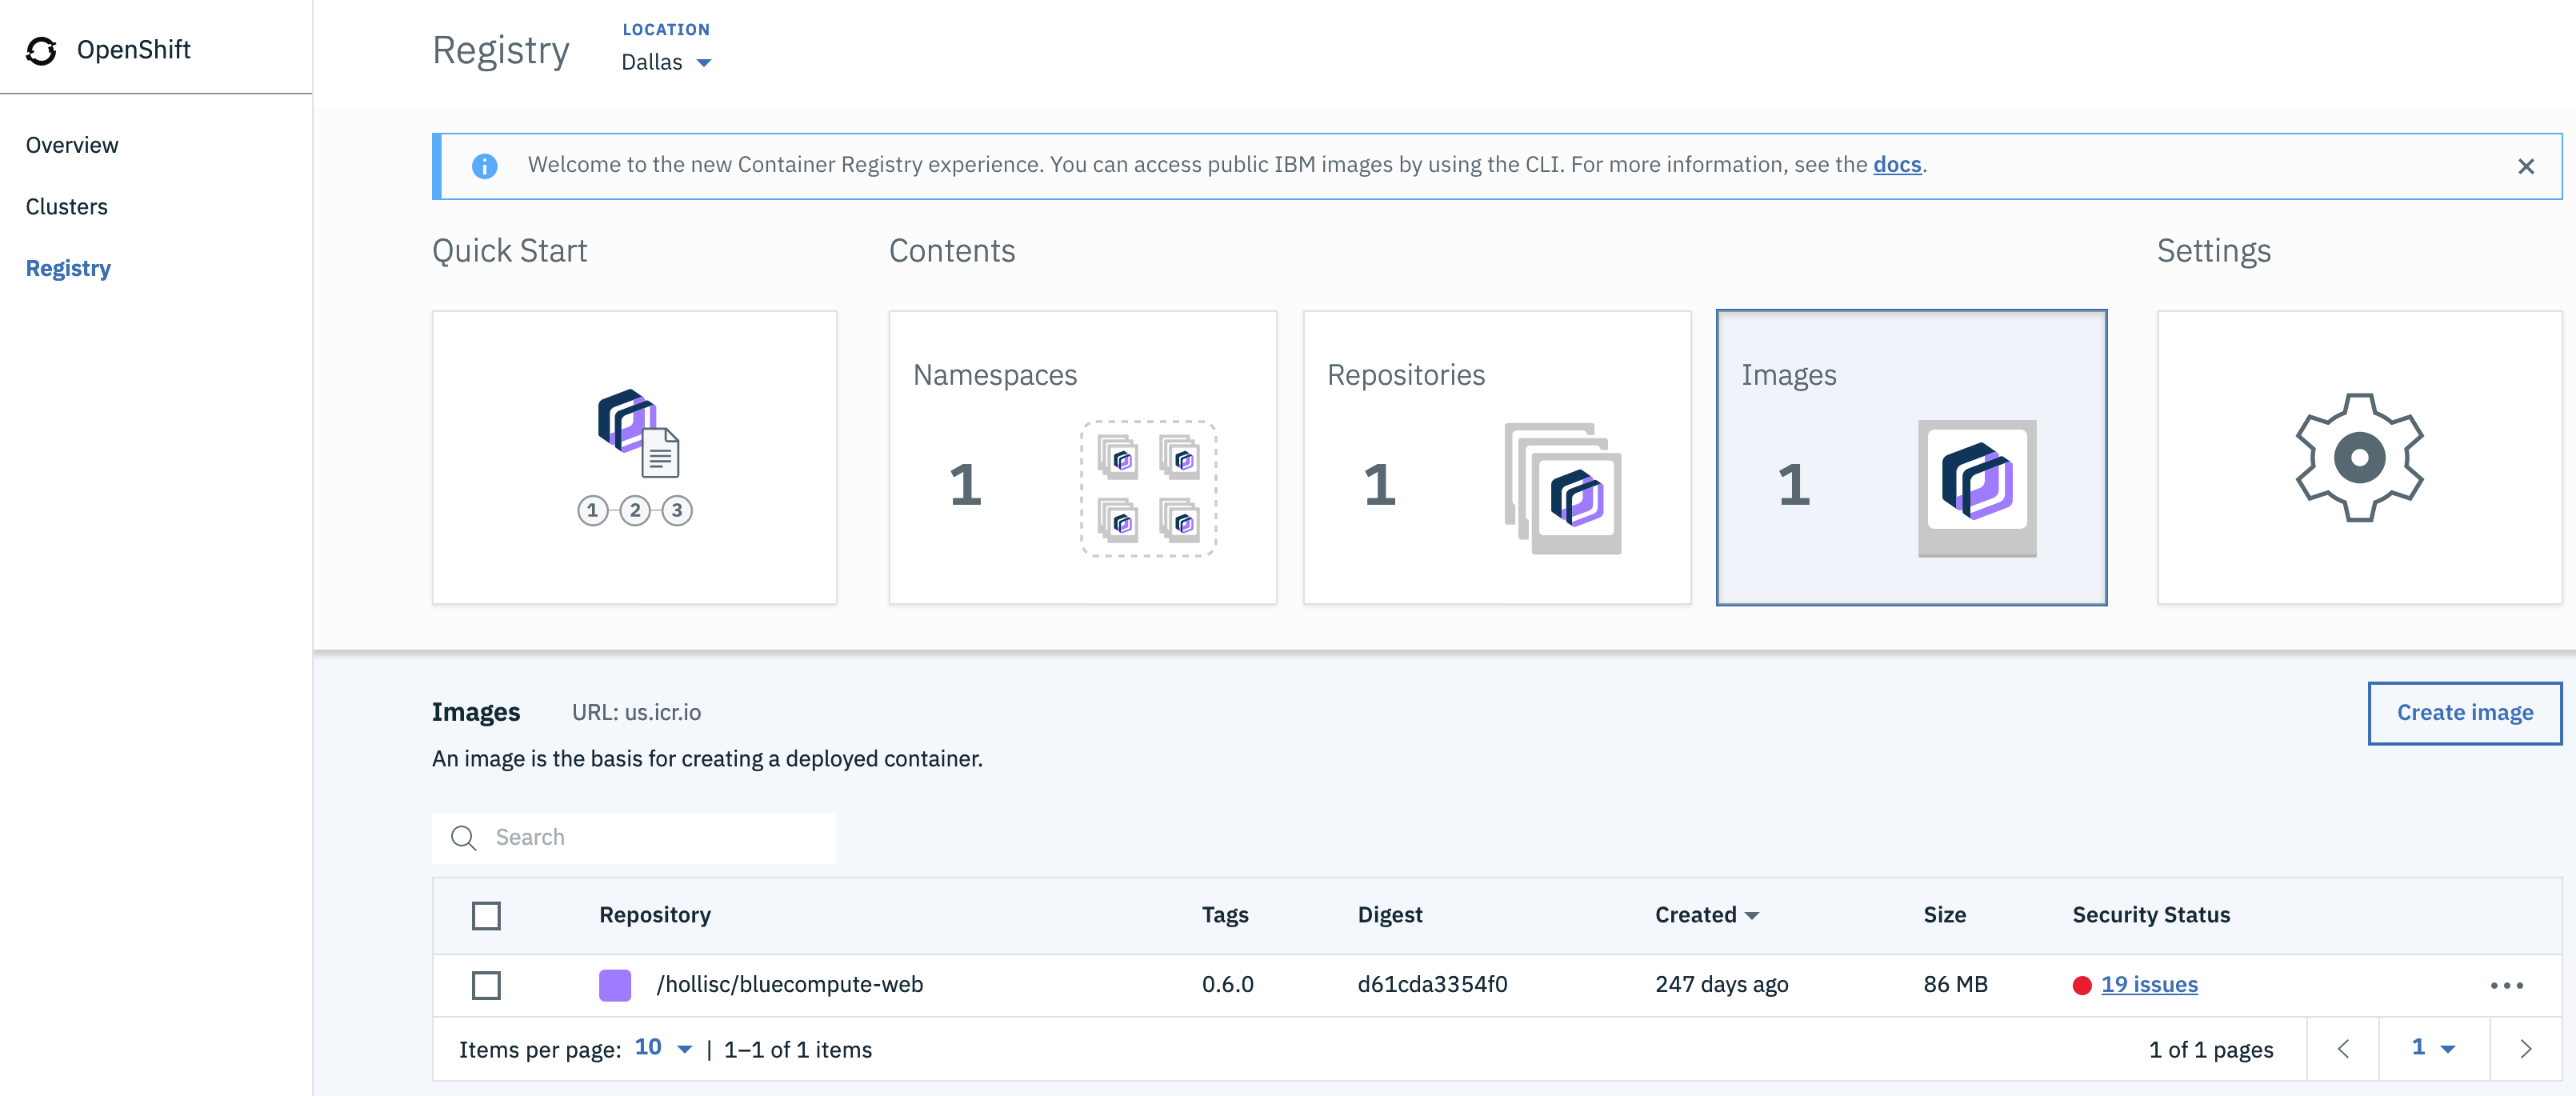 OpenShift
Overview
Clusters
Registry
Registry
LOCATION
Dallas
Welcome to the new Container Registry experience. You can access public IBM images by using the CLI. For more information, see the docs.
Quick Start
Contents
Settings
1 2 3
Namespaces
1
Repositories
1
Images
1
Images URL: us.icr.io
Create image
An image is the basis for creating a deployed container.
Search
Repository Tags Digest Created Size Security Status
/hollisc/bluecompute-web 0.6.0 d61cda3354f0 247 days ago 86 MB 19 issues
Items per page: 10 | 1–1 of 1 items 1 of 1 pages 1